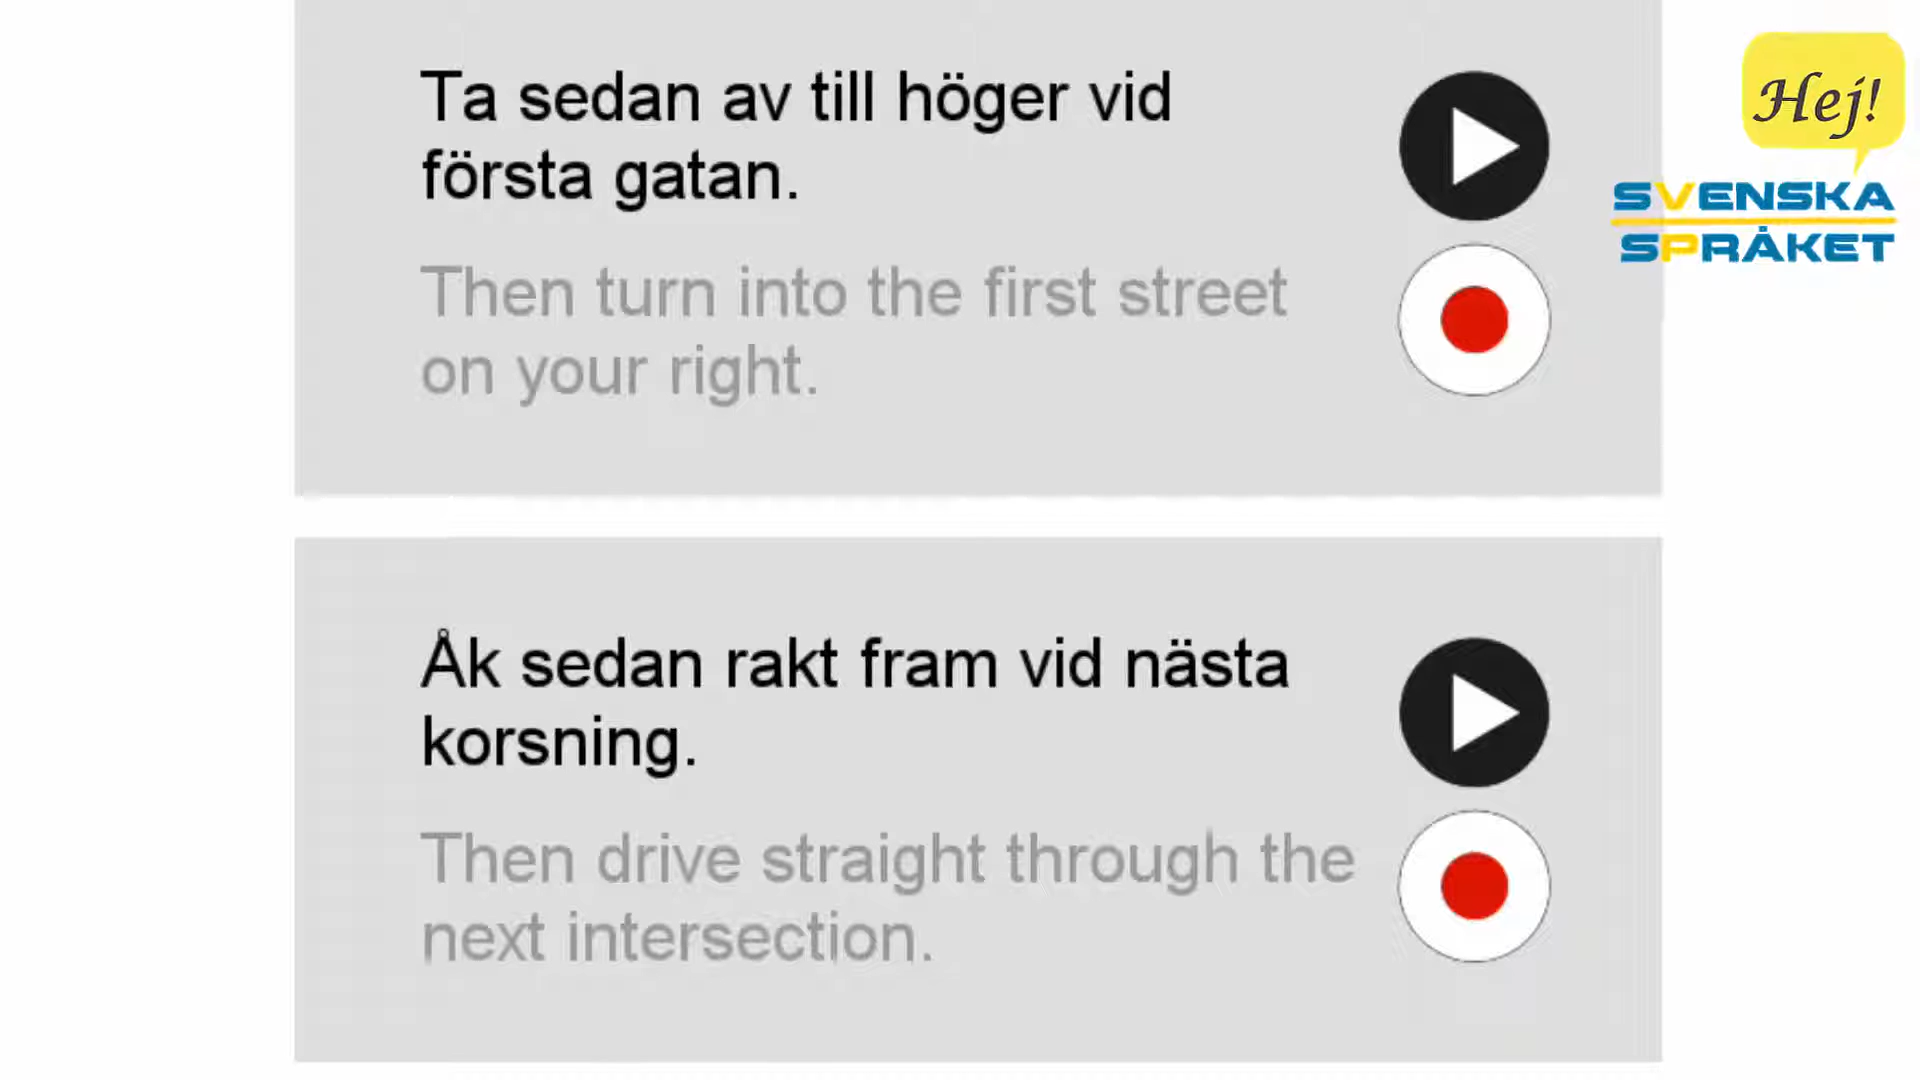 Ta sedan av till höger vid
första gatan.
Then turn into the first street
on your right.
Hej!
SVENSKA
SPRÅKET
Åk sedan rakt fram vid nästa
korsning.
Then drive straight through the
next intersection.